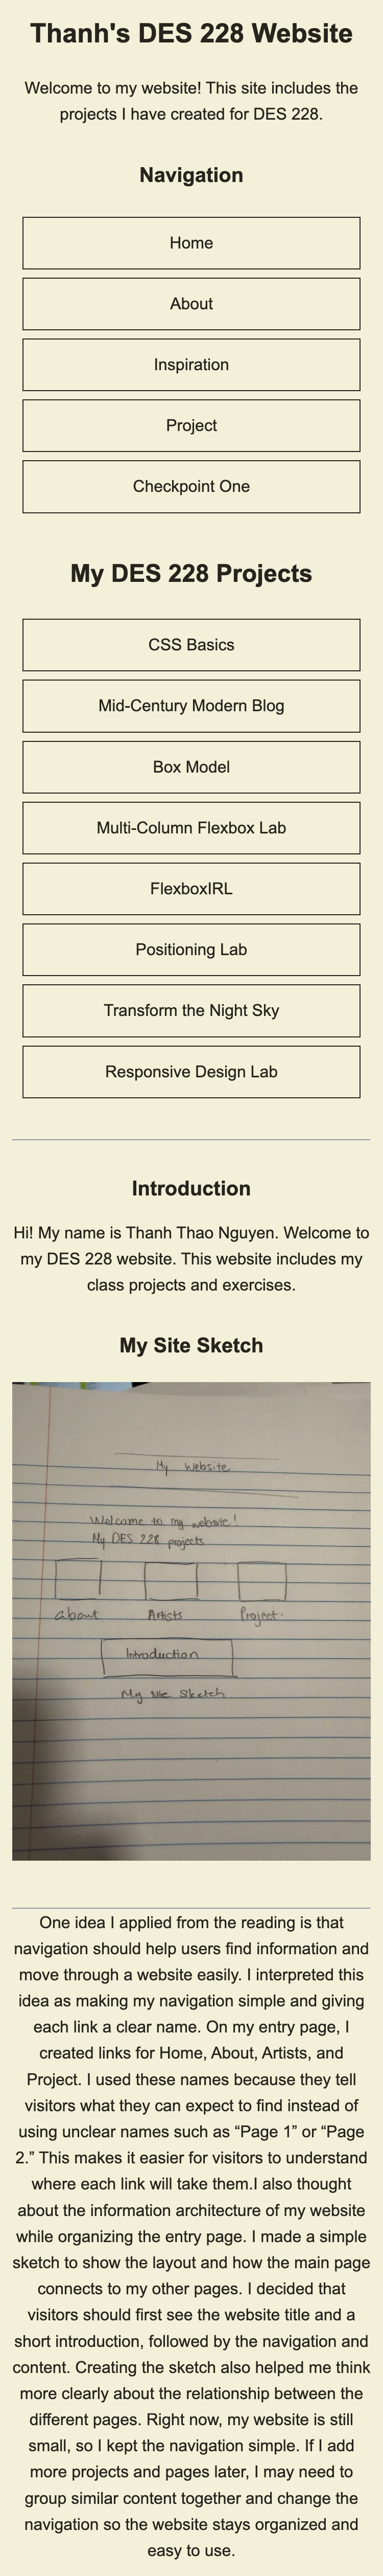 Thanh's DES 228 Website
Welcome to my website! This site includes the
projects I have created for DES 228.
Navigation
Home
About
Inspiration
Project
Checkpoint One
My DES 228 Projects
CSS Basics
Mid-Century Modern Blog
Box Model
Multi-Column Flexbox Lab
FlexboxIRL
Positioning Lab
Transform the Night Sky
Responsive Design Lab
Introduction
Hi! My name is Thanh Thao Nguyen. Welcome to
my DES 228 website. This website includes my
class projects and exercises.
My Site Sketch
My Website
Welcome to my website!
My DES 228 projects
about Artists Project.
Introduction
My site sketch
One idea I applied from the reading is that
navigation should help users find information and
move through a website easily. I interpreted this
idea as making my navigation simple and giving
each link a clear name. On my entry page, I
created links for Home, About, Artists, and
Project. I used these names because they tell
visitors what they can expect to find instead of
using unclear names such as “Page 1” or “Page
2.” This makes it easier for visitors to understand
where each link will take them.I also thought
about the information architecture of my website
while organizing the entry page. I made a simple
sketch to show the layout and how the main page
connects to my other pages. I decided that
visitors should first see the website title and a
short introduction, followed by the navigation and
content. Creating the sketch also helped me think
more clearly about the relationship between the
different pages. Right now, my website is still
small, so I kept the navigation simple. If I add
more projects and pages later, I may need to
group similar content together and change the
navigation so the website stays organized and
easy to use.